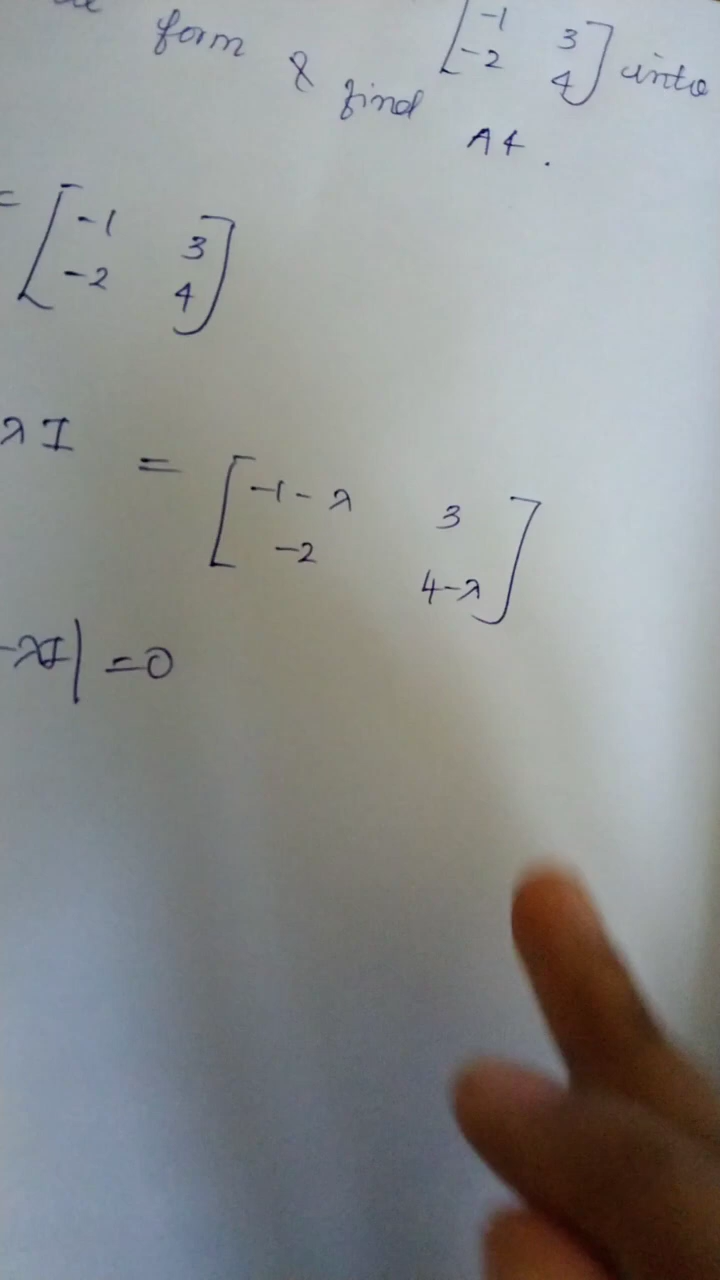 [-1 3
-2 4] into
form & find A4.
= [-1 3
-2 4]
λI = [-1-λ 3
-2 4-λ]
-λI| =0